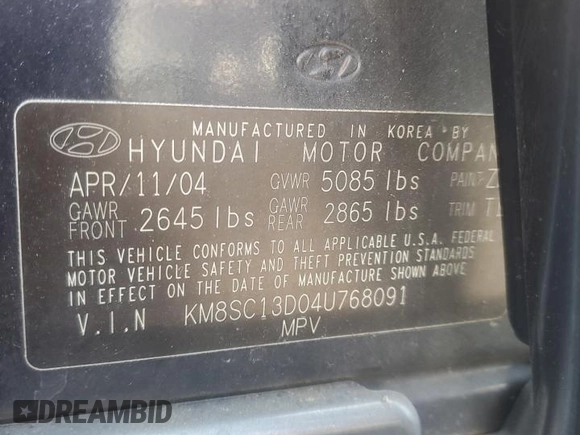 MANUFACTURED IN KOREA BY
HYUNDAI MOTOR COMPAN
APR/11/04 GVWR 5085 lbs PAINT Z
GAWR FRONT 2645 lbs GAWR REAR 2865 lbs TRIM T
THIS VEHICLE CONFORMS TO ALL APPLICABLE U.S.A. FEDERAL
MOTOR VEHICLE SAFETY AND THEFT PREVENTION STANDARDS
IN EFFECT ON THE DATE OF MANUFACTURE SHOWN ABOVE
V.I.N KM8SC13D04U768091
MPV
DREAMBID